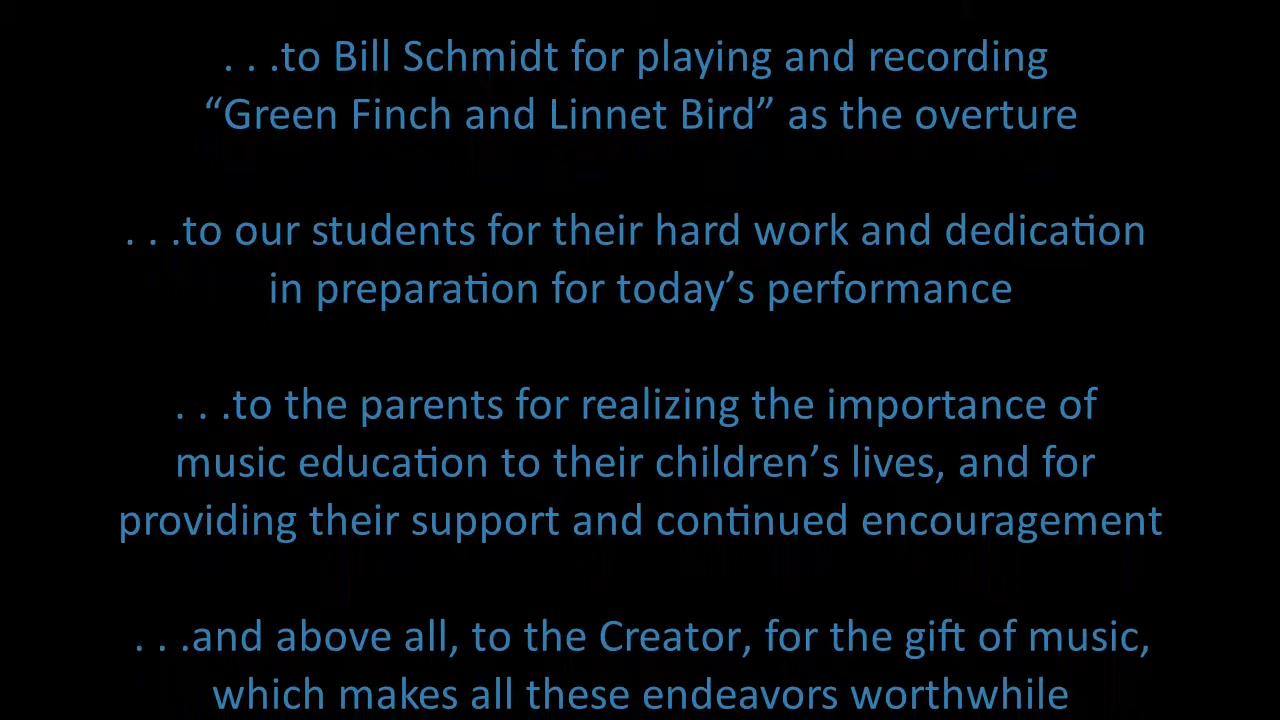 . . .to Bill Schmidt for playing and recording
“Green Finch and Linnet Bird” as the overture
. . .to our students for their hard work and dedication
in preparation for today’s performance
. . .to the parents for realizing the importance of
music education to their children’s lives, and for
providing their support and continued encouragement
. . .and above all, to the Creator, for the gift of music,
which makes all these endeavors worthwhile